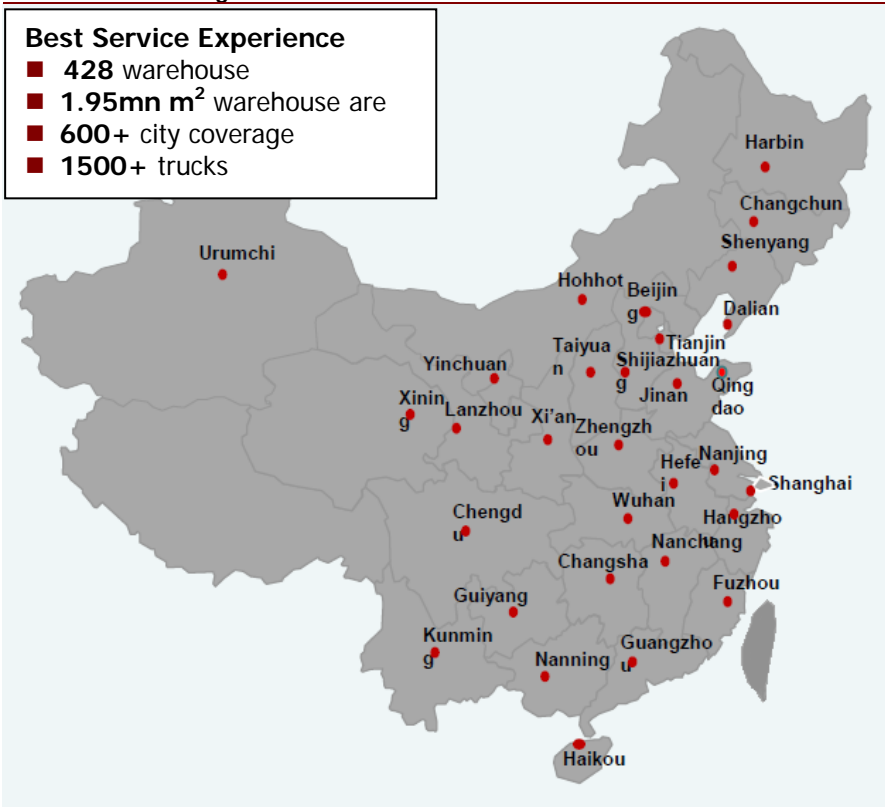 Best Service Experience
428 warehouse
1.95mn m² warehouse are
600+ city coverage
1500+ trucks
Harbin
Changchun
Shenyang
Urumchi
Hohhot
Beijin
g
Dalian
Tianjin
Taiyua
n
Shijiazhuan
g
Yinchuan
Jinan
Qing
dao
Xinin
g
Lanzhou
Xi'an
Zhengzh
ou
Nanjing
Hefe
i
Shanghai
Wuhan
Hangzho
u
Chengd
u
Nanchang
Changsha
Fuzhou
Guiyang
Kunmin
g
Guangzho
u
Nanning
Haikou